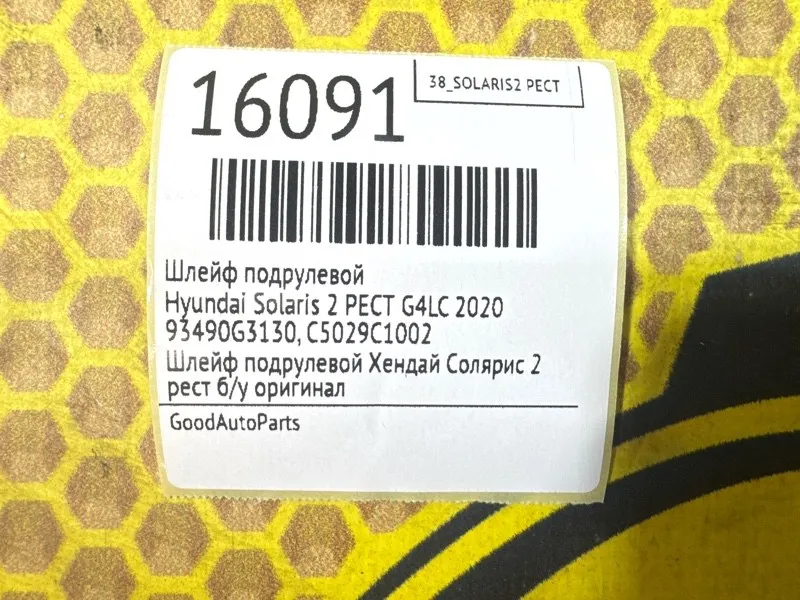 16091
38_SOLARIS2 РЕСТ
Шлейф подрулевой
Hyundai Solaris 2 РЕСТ G4LC 2020
93490G3130, C5029C1002
Шлейф подрулевой Хендай Солярис 2
рест б/у оригинал
GoodAutoParts